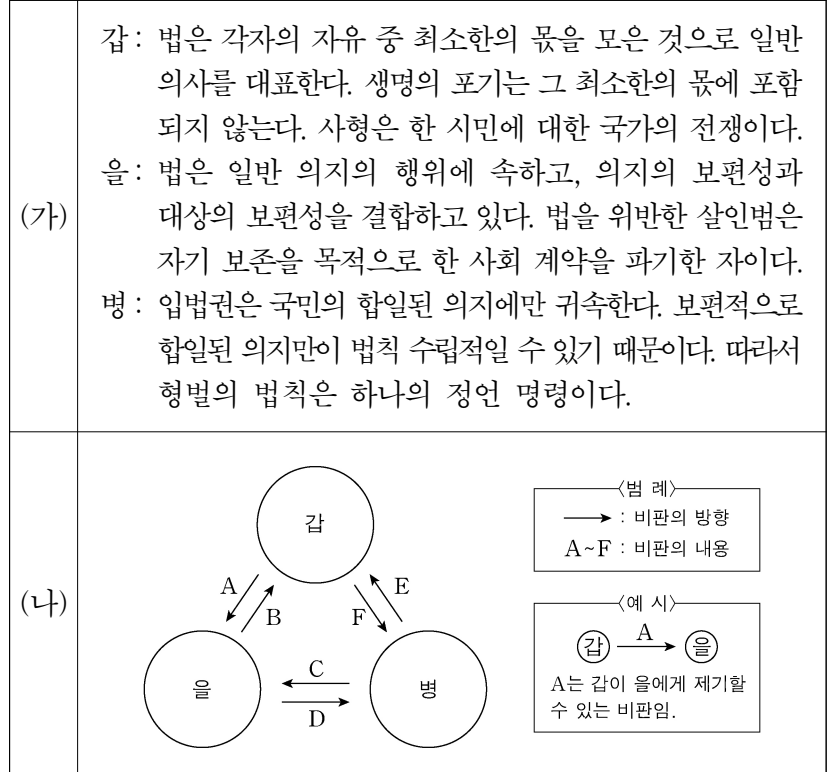 갑 : 법은 각자의 자유 중 최소한의 몫을 모은 것으로 일반
의사를 대표한다. 생명의 포기는 그 최소한의 몫에 포함
되지 않는다. 사형은 한 시민에 대한 국가의 전쟁이다.
을 : 법은 일반 의지의 행위에 속하고, 의지의 보편성과
(가)
대상의 보편성을 결합하고 있다. 법을 위반한 살인범은
자기 보존을 목적으로 한 사회 계약을 파기한 자이다.
병 : 입법권은 국민의 합일된 의지에만 귀속한다. 보편적으로
합일된 의지만이 법칙 수립적일 수 있기 때문이다. 따라서
형벌의 법칙은 하나의 정언 명령이다.
(나)
갑
A
B
F
E
을
C
D
병
〈범 례〉
: 비판의 방향
A~F : 비판의 내용
〈예 시〉
갑 A 을
A는 갑이 을에게 제기할
수 있는 비판임.